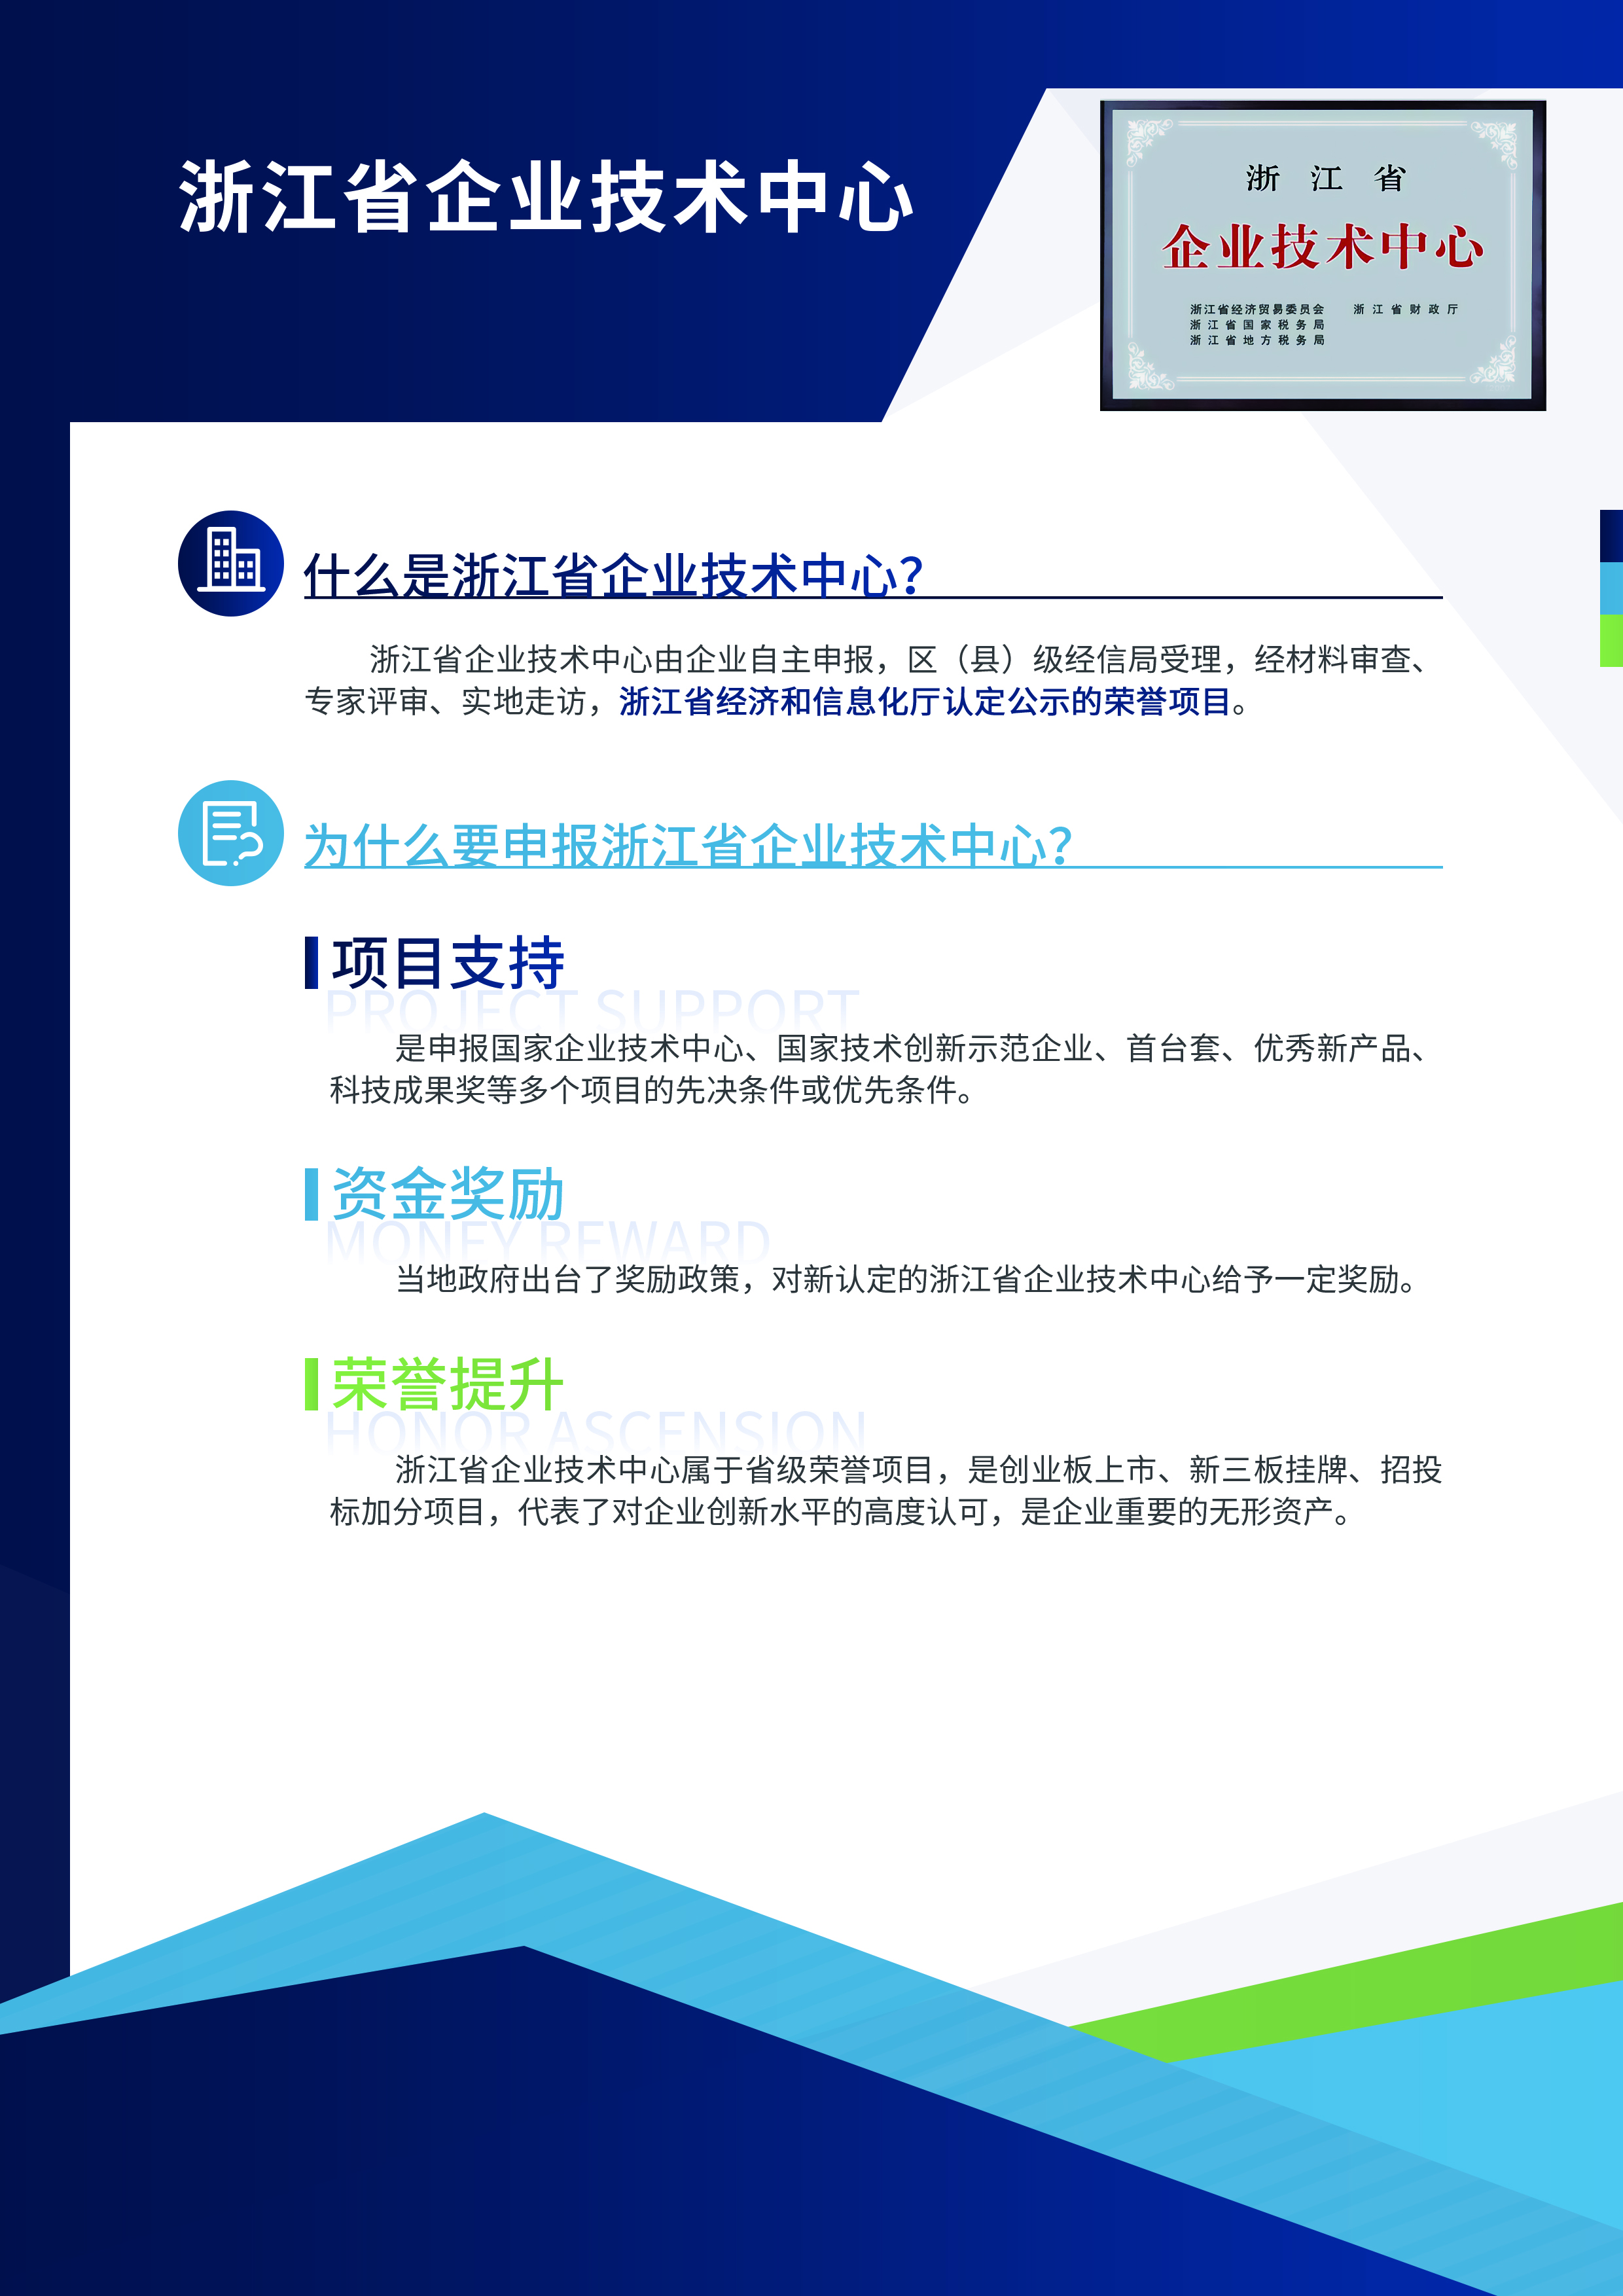 浙江省企业技术中心
浙 江 省
企业技术中心
浙江省经济贸易委员会 浙江省财政厅
浙江省国家税务局
浙江省地方税务局
什么是浙江省企业技术中心？
浙江省企业技术中心由企业自主申报，区（县）级经信局受理，经材料审查、
专家评审、实地走访，浙江省经济和信息化厅认定公示的荣誉项目。
为什么要申报浙江省企业技术中心？
项目支持
PROJECT SUPPORT
是申报国家企业技术中心、国家技术创新示范企业、首台套、优秀新产品、
科技成果奖等多个项目的先决条件或优先条件。
资金奖励
MONEY REWARD
当地政府出台了奖励政策，对新认定的浙江省企业技术中心给予一定奖励。
荣誉提升
HONOR ASCENSION
浙江省企业技术中心属于省级荣誉项目，是创业板上市、新三板挂牌、招投
标加分项目，代表了对企业创新水平的高度认可，是企业重要的无形资产。